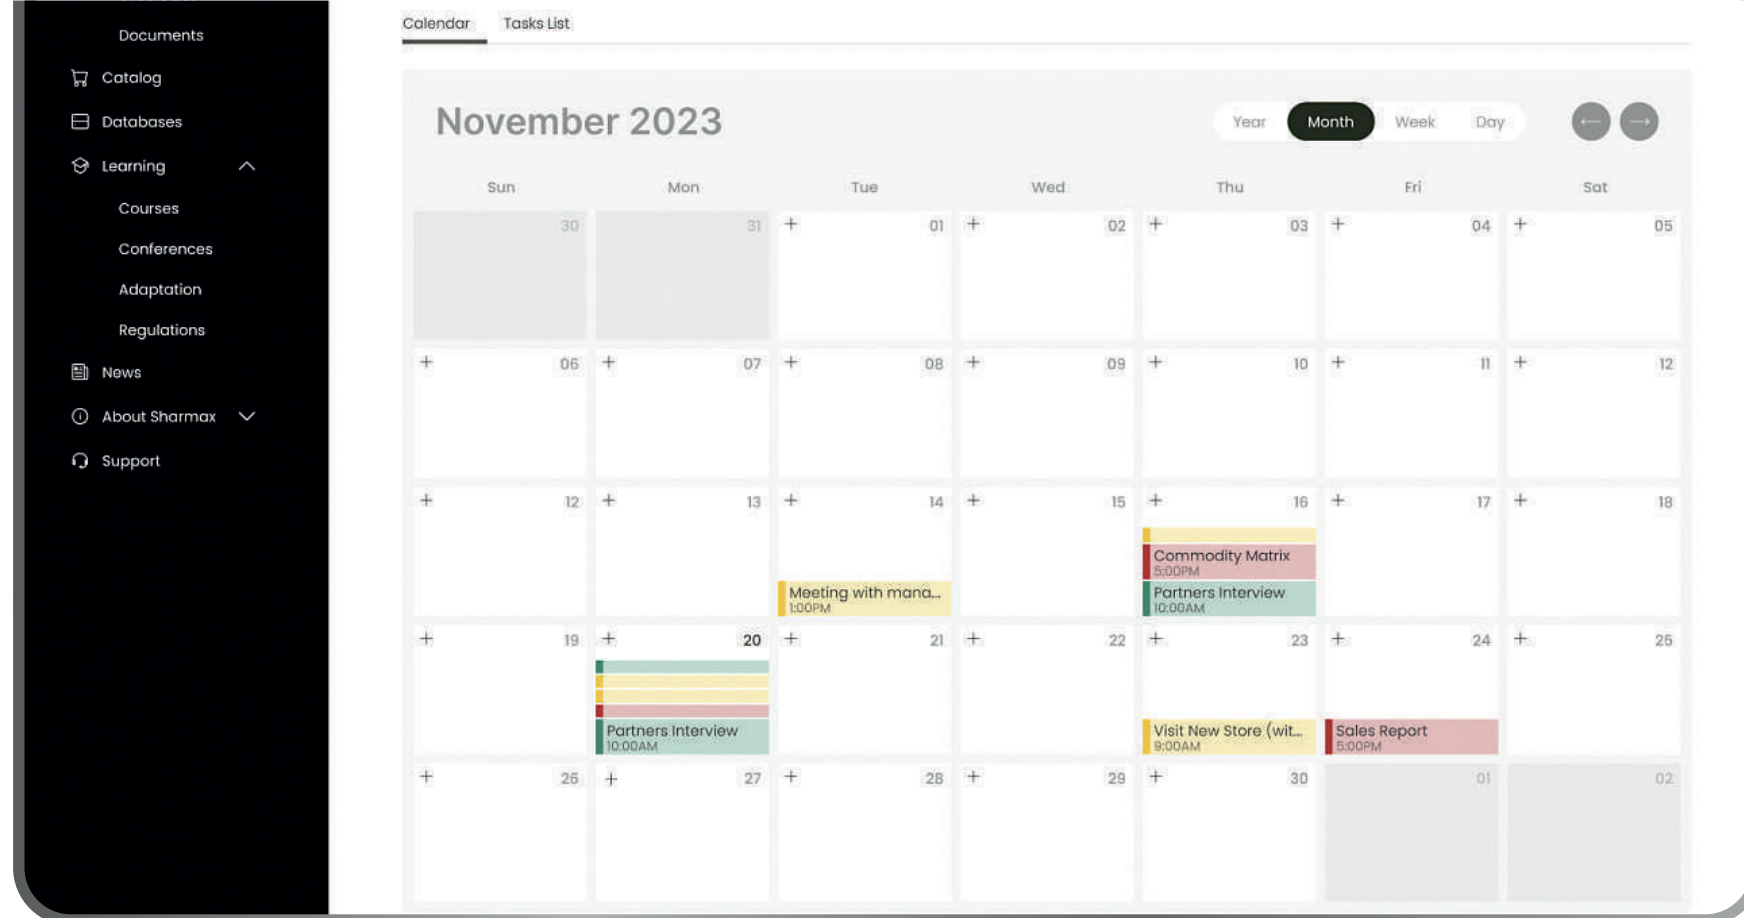 Documents
Catalog
Databases
Learning
Courses
Conferences
Adaptation
Regulations
News
About Sharmax
Support
Calendar Tasks List
November 2023
Year Month Week Day
Sun Mon Tue Wed Thu Fri Sat
30 31 01 02 03 04 05
06 07 08 09 10 11 12
12 13 14 15 16 17 18
Meeting with mana...
1:00PM
Commodity Matrix
5:00PM
Partners Interview
10:00AM
19 20 21 22 23 24 25
Partners Interview
10:00AM
Visit New Store (wit...
9:00AM
Sales Report
5:00PM
26 27 28 29 30 01 02